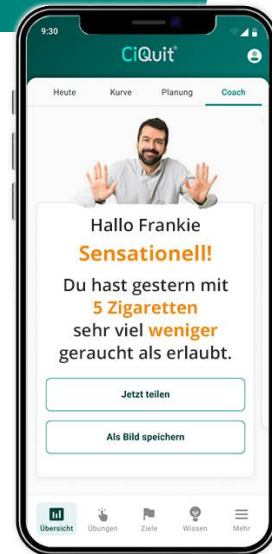 9:30
CiQuit®
Heute Kurve Planung Coach
Hallo Frankie
Sensationell!
Du hast gestern mit
5 Zigaretten
sehr viel weniger
geraucht als erlaubt.
Jetzt teilen
Als Bild speichern
Übersicht Übungen Ziele Wissen Mehr